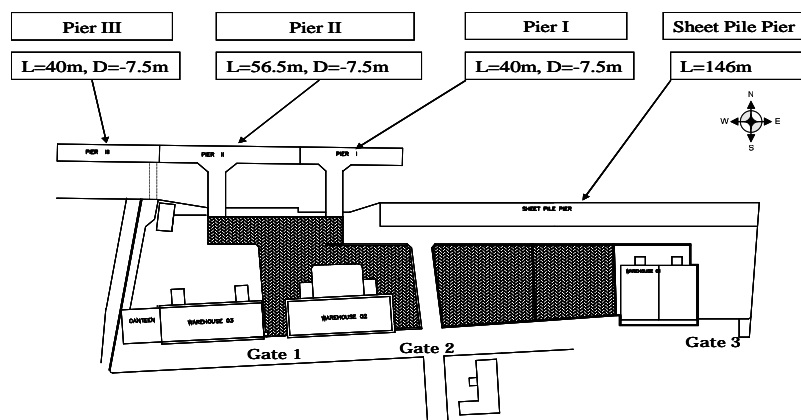 Pier III
Pier II
Pier I
Sheet Pile Pier
L=40m, D=-7.5m
L=56.5m, D=-7.5m
L=40m, D=-7.5m
L=146m
N
W
E
S
PIER III
PIER II
PIER I
SHEET PILE PIER
WAREHOUSE 01
CANTEEN
WAREHOUSE 03
WAREHOUSE 02
Gate 1
Gate 2
Gate 3